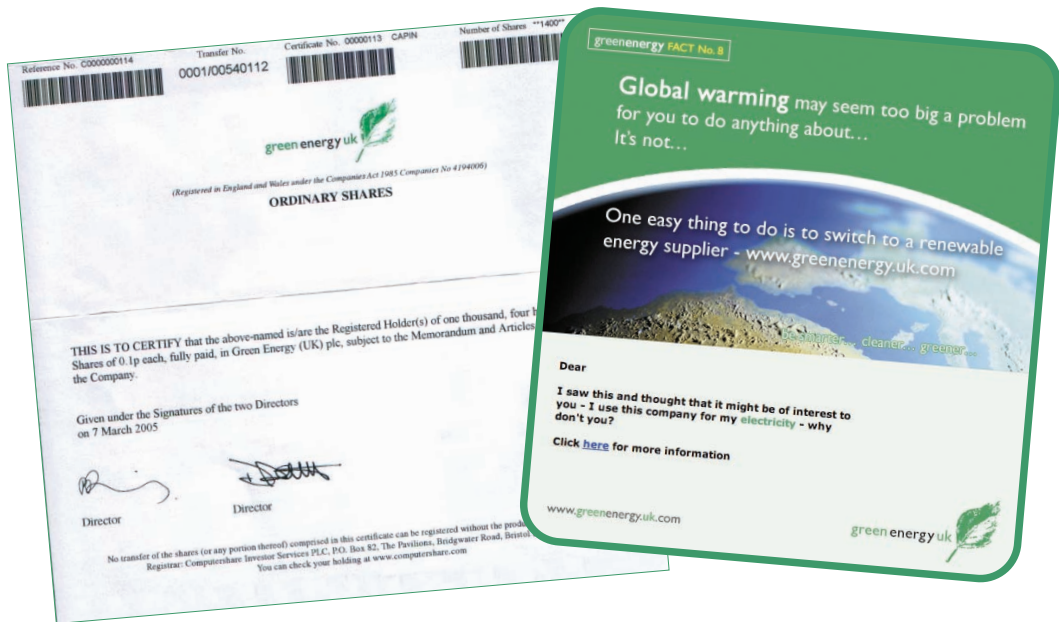 Reference No. C0000000114
Transfer No.
0001/00540112
Certificate No. 00000113 CAPIN
Number of Shares **1400**
green energy uk
(Registered in England and Wales under the Companies Act 1985 Companies No 4194006)
ORDINARY SHARES
THIS IS TO CERTIFY that the above-named is/are the Registered Holder(s) of one thousand, four
Shares of 0.1p each, fully paid, in Green Energy (UK) plc, subject to the Memorandum and Articles
the Company.
Given under the Signatures of the two Directors
on 7 March 2005
Director
Director
No transfer of the shares (or any portion thereof) comprised in this certificate can be registered without the
Registrar: Computershare Investor Services PLC, P.O. Box 82, The Pavilions, Bridgwater Road, Bristol
You can check your holding at www.computershare.com
greenenergy FACT No. 8
Global warming may seem too big a problem
for you to do anything about...
It's not...
One easy thing to do is to switch to a renewable
energy supplier - www.greenenergy.uk.com
cleaner... greener...
Dear
I saw this and thought that it might be of interest to
you - I use this company for my electricity - why
don't you?
Click here for more information
www.greenenergy.uk.com
green energy uk